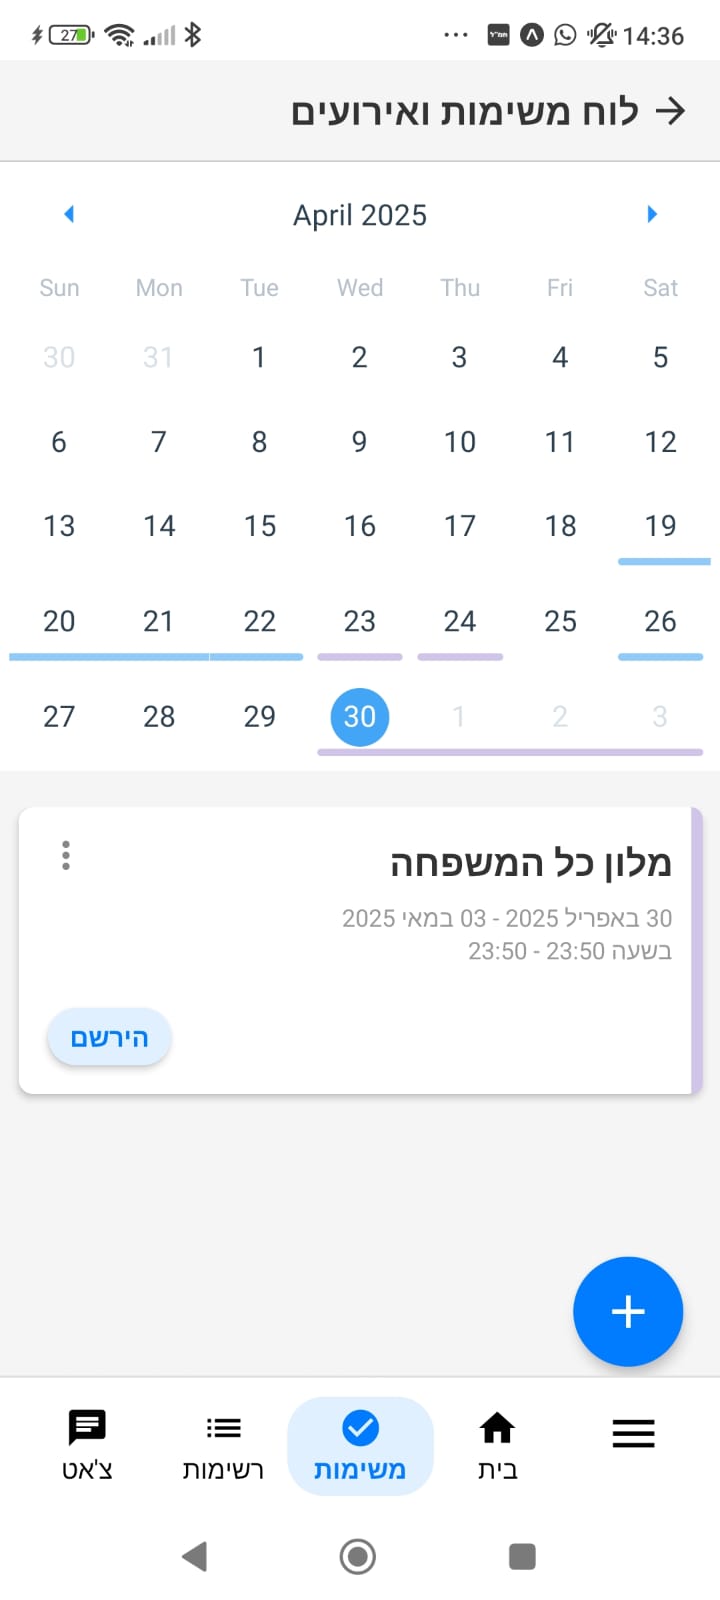 27 14:36
לוח משימות ואירועים
April 2025
Sun Mon Tue Wed Thu Fri Sat
30 31 1 2 3 4 5
6 7 8 9 10 11 12
13 14 15 16 17 18 19
20 21 22 23 24 25 26
27 28 29 30 1 2 3
מלון כל המשפחה
30 באפריל 2025 - 03 במאי 2025
בשעה 23:50 - 23:50
הירשם
בית משימות רשימות צ'אט